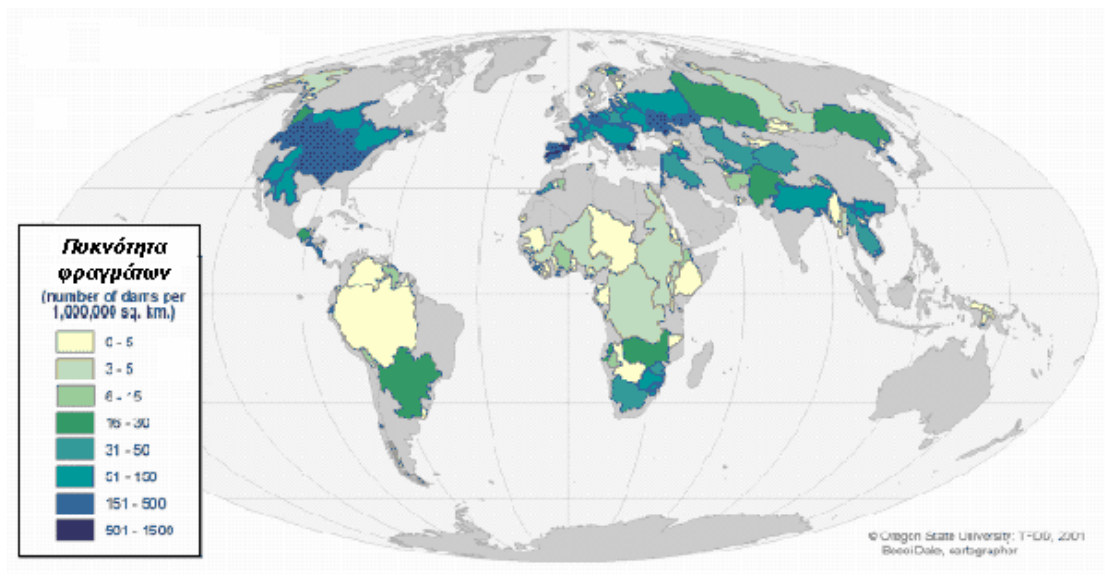 Πυκνότητα
φραγμάτων
(number of dams per
1,000,000 sq. km.)
0 - 5
3 - 5
6 - 15
16 - 30
31 - 50
51 - 150
151 - 500
501 - 1500
© Oregon State University: TFDD, 2001
Becci Dale, cartographer